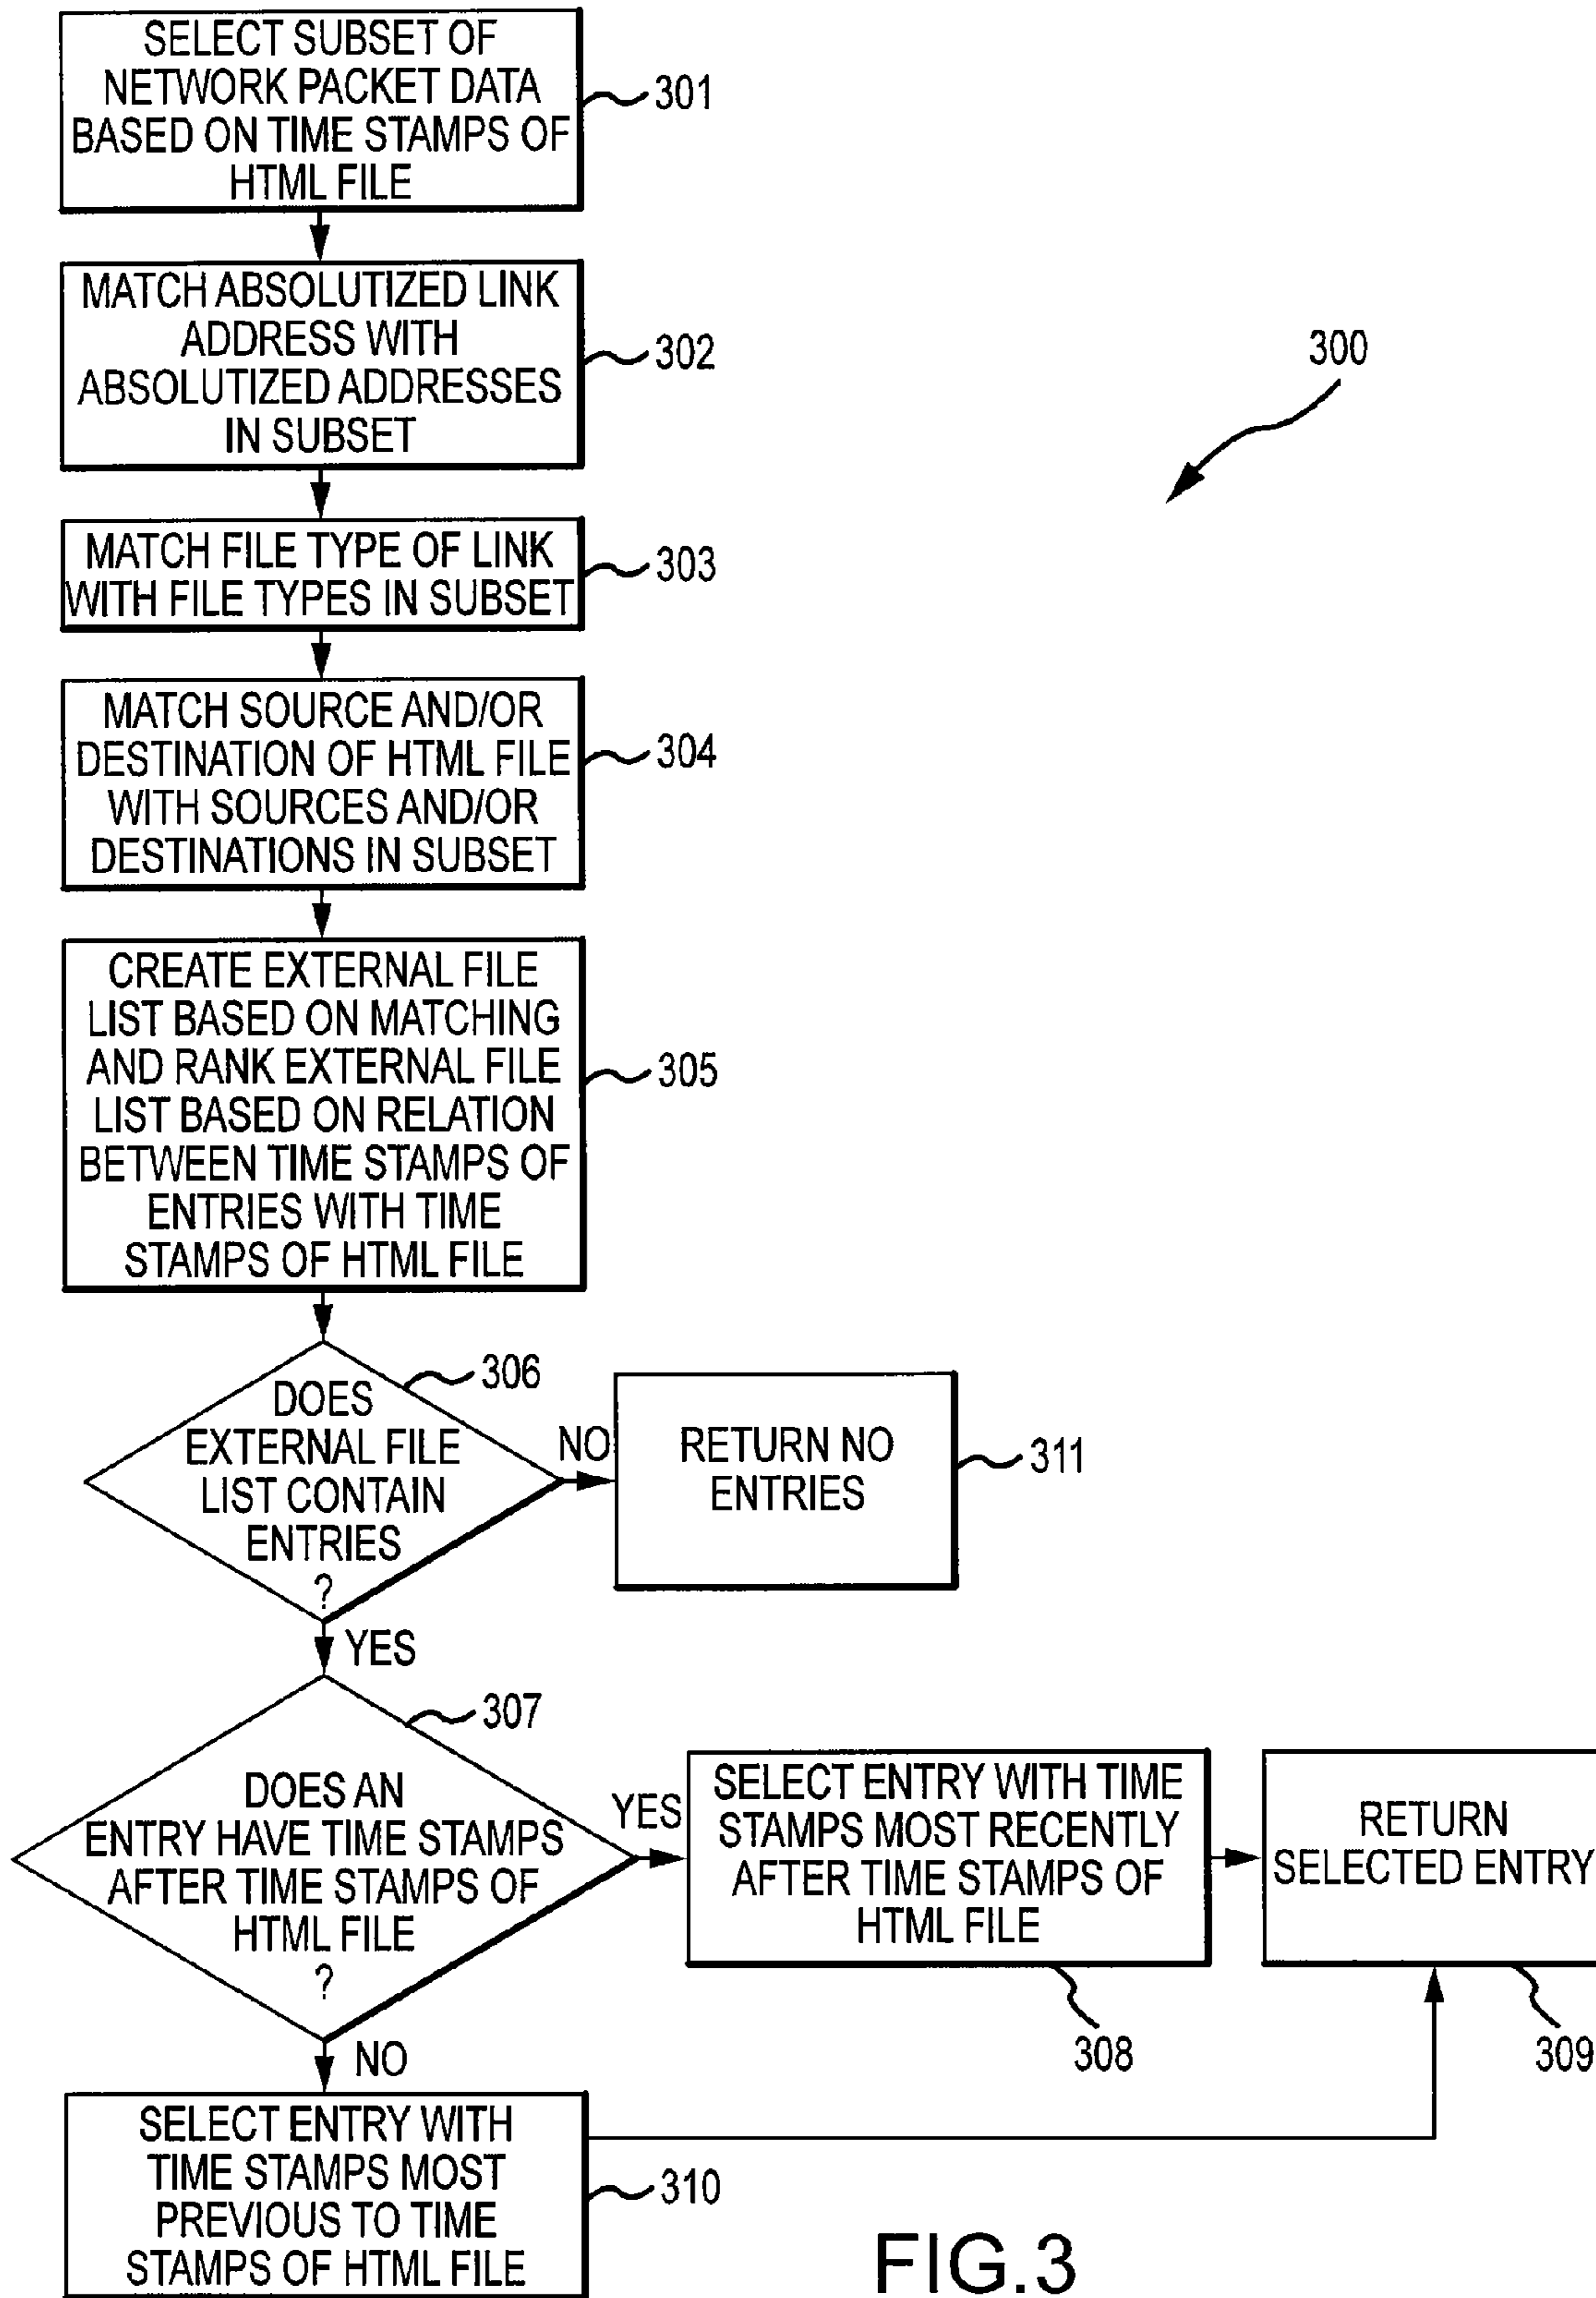 SELECT SUBSET OF
NETWORK PACKET DATA
BASED ON TIME STAMPS OF
HTML FILE
301
MATCH ABSOLUTIZED LINK
ADDRESS WITH
ABSOLUTIZED ADDRESSES
IN SUBSET
302
300
MATCH FILE TYPE OF LINK
WITH FILE TYPES IN SUBSET
303
MATCH SOURCE AND/OR
DESTINATION OF HTML FILE
WITH SOURCES AND/OR
DESTINATIONS IN SUBSET
304
CREATE EXTERNAL FILE
LIST BASED ON MATCHING
AND RANK EXTERNAL FILE
LIST BASED ON RELATION
BETWEEN TIME STAMPS OF
ENTRIES WITH TIME
STAMPS OF HTML FILE
305
306
DOES
EXTERNAL FILE
LIST CONTAIN
ENTRIES
?
NO
RETURN NO
ENTRIES
311
YES
307
DOES AN
ENTRY HAVE TIME STAMPS
AFTER TIME STAMPS OF
HTML FILE
?
YES
SELECT ENTRY WITH TIME
STAMPS MOST RECENTLY
AFTER TIME STAMPS OF
HTML FILE
308
RETURN
SELECTED ENTRY
309
NO
SELECT ENTRY WITH
TIME STAMPS MOST
PREVIOUS TO TIME
STAMPS OF HTML FILE
310
FIG.3